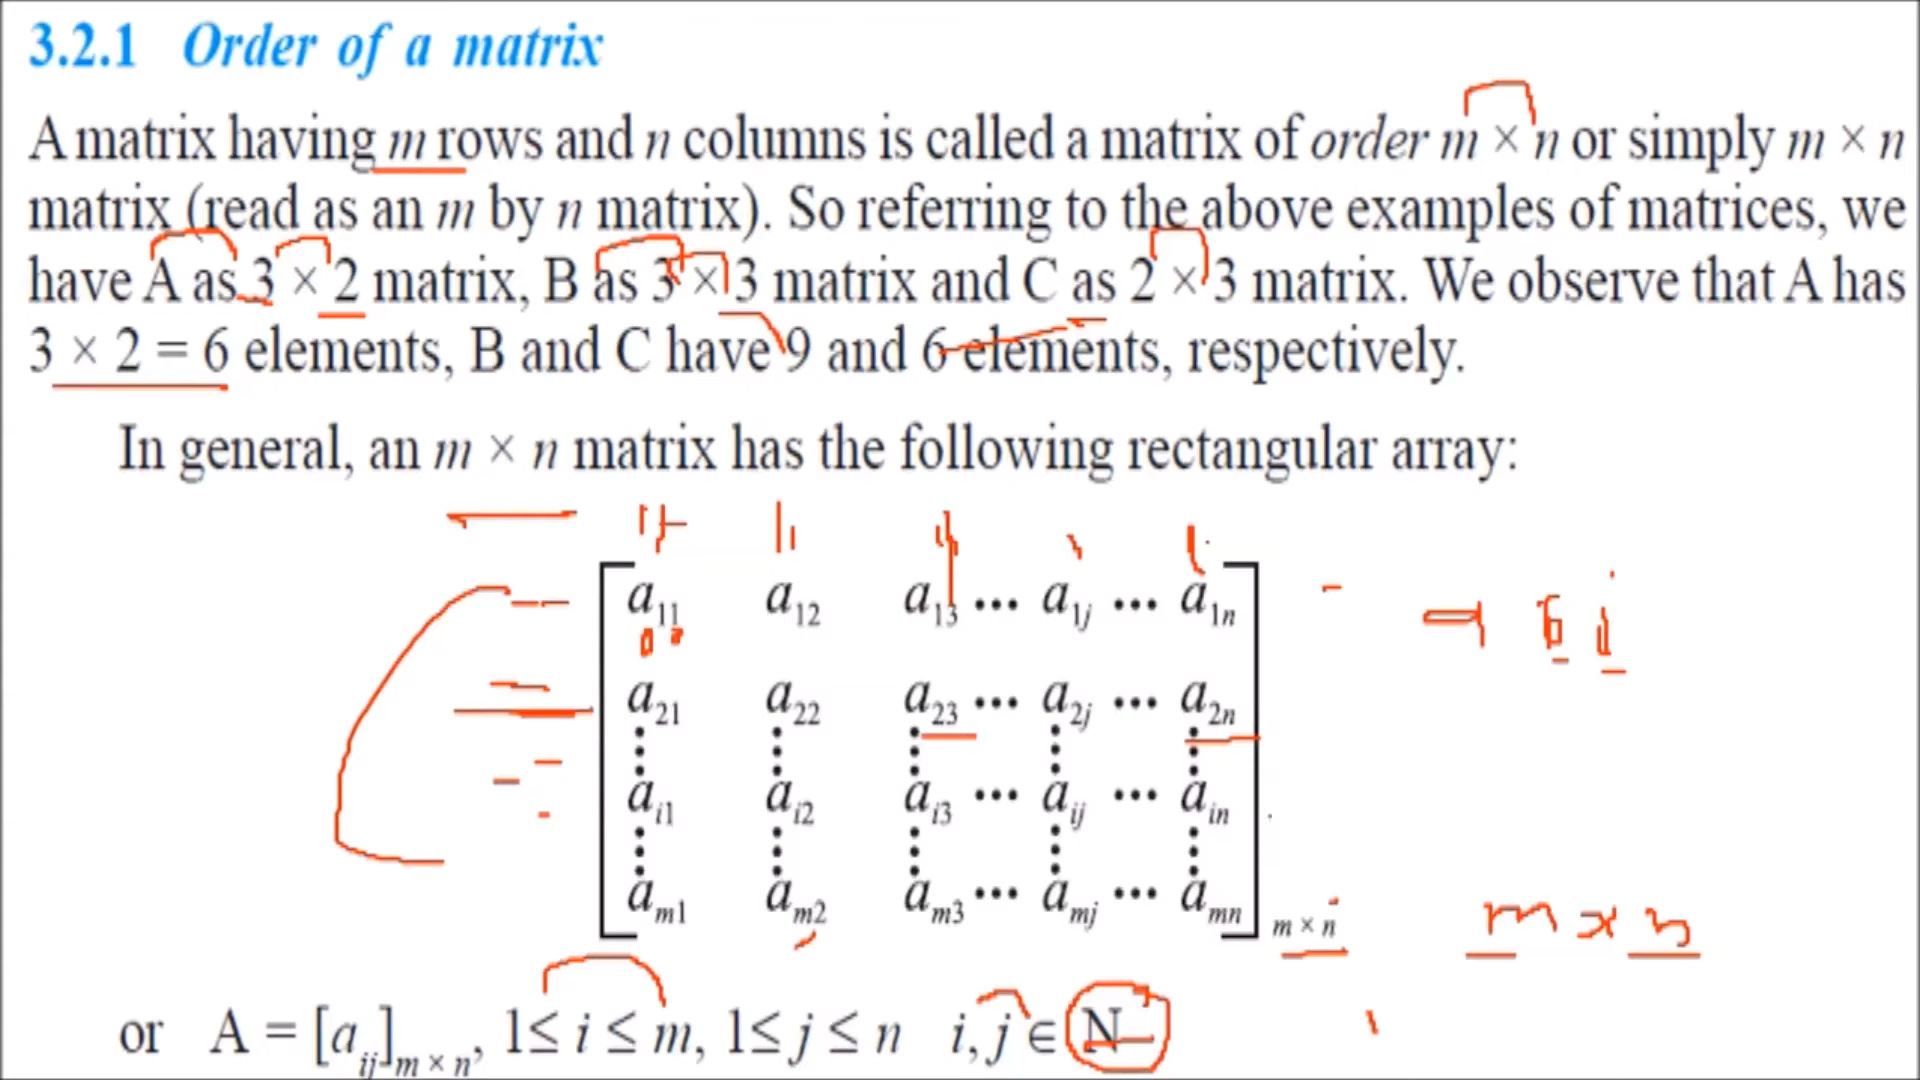 3.2.1 Order of a matrix
A matrix having m rows and n columns is called a matrix of order m × n or simply m × n
matrix (read as an m by n matrix). So referring to the above examples of matrices, we
have A as 3 × 2 matrix, B as 3 × 3 matrix and C as 2 × 3 matrix. We observe that A has
3 × 2 = 6 elements, B and C have 9 and 6 elements, respectively.
In general, an m × n matrix has the following rectangular array:
a11 a12 a13 ... a1j ... a1n
a21 a22 a23 ... a2j ... a2n
ai1 ai2 ai3 ... aij ... ain
am1 am2 am3 ... amj ... amn
m × n
m × n
or A = [aij]m × n, 1≤ i ≤ m, 1≤ j ≤ n i, j ∈ N